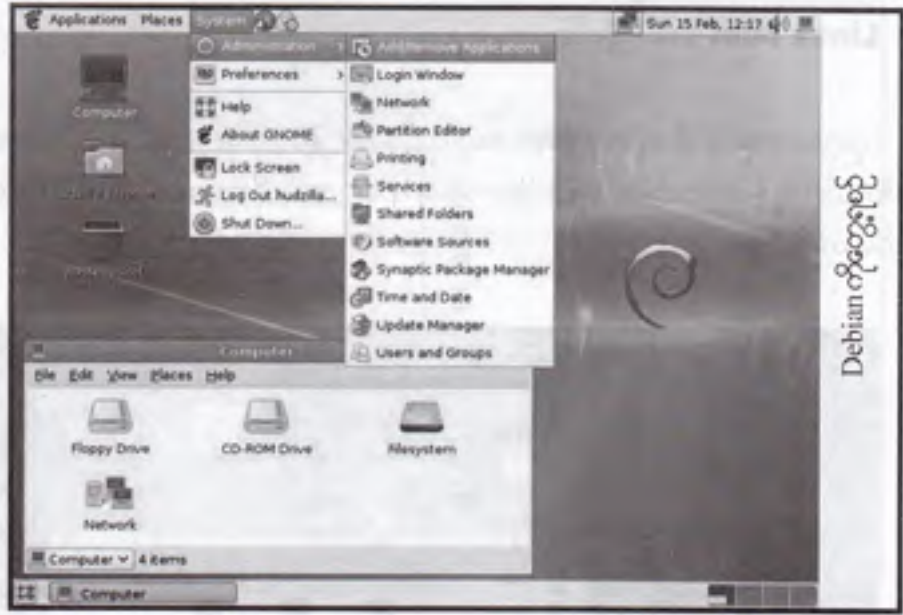 Applications Places System
Sun 15 Feb, 12:17
Computer
Administration
Preferences
Help
About GNOME
Lock Screen
Log Out hudzilla...
Shut Down...
Add/Remove Applications
Login Window
Network
Partition Editor
Printing
Services
Shared Folders
Software Sources
Synaptic Package Manager
Time and Date
Update Manager
Users and Groups
Computer
File Edit View Places Help
Floppy Drive
CD-ROM Drive
Filesystem
Network
Computer 4 items
Computer
Debian